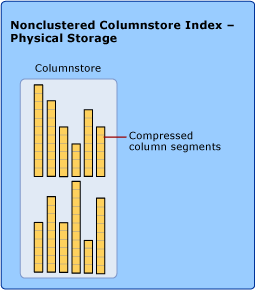 Nonclustered Columnstore Index –
Physical Storage
Columnstore
Compressed
column segments